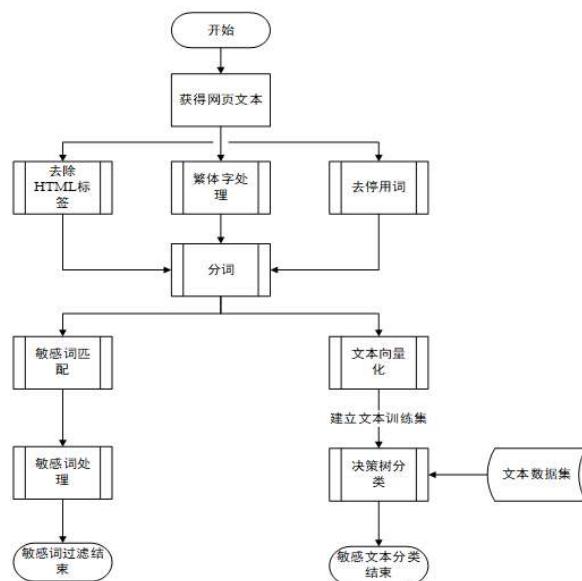 开始
获得网页文本
去除
HTML标
签
繁体字处
理
去停用词
分词
敏感词匹
配
文本向量
化
建立文本训练集
敏感词处
理
决策树分
类
文本数据集
敏感词过滤结
束
敏感文本分类
结束